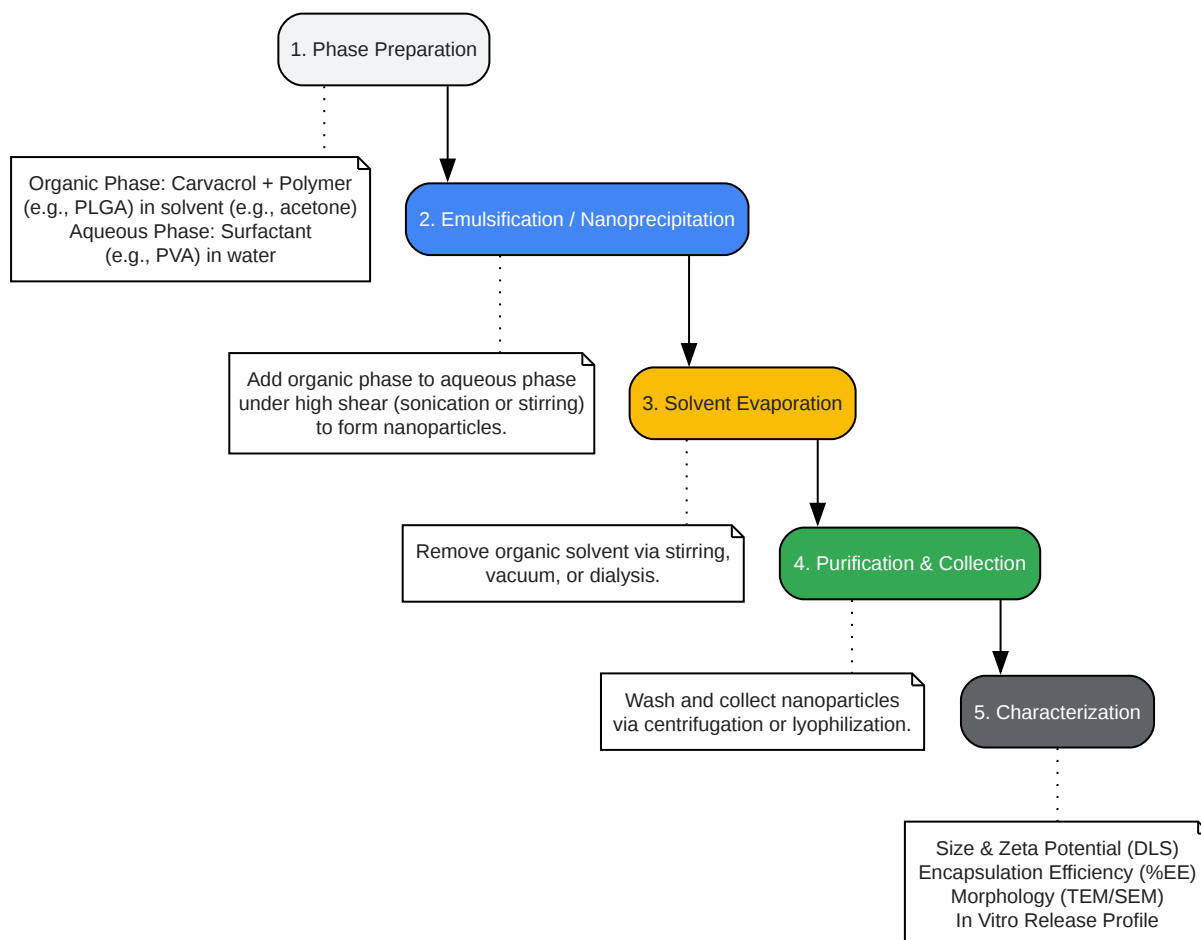 1. Phase Preparation
Organic Phase: Carvacrol + Polymer
(e.g., PLGA) in solvent (e.g., acetone)
Aqueous Phase: Surfactant
(e.g., PVA) in water
2. Emulsification / Nanoprecipitation
Add organic phase to aqueous phase
under high shear (sonication or stirring)
to form nanoparticles.
3. Solvent Evaporation
Remove organic solvent via stirring,
vacuum, or dialysis.
4. Purification & Collection
Wash and collect nanoparticles
via centrifugation or lyophilization.
5. Characterization
Size & Zeta Potential (DLS)
Encapsulation Efficiency (%EE)
Morphology (TEM/SEM)
In Vitro Release Profile